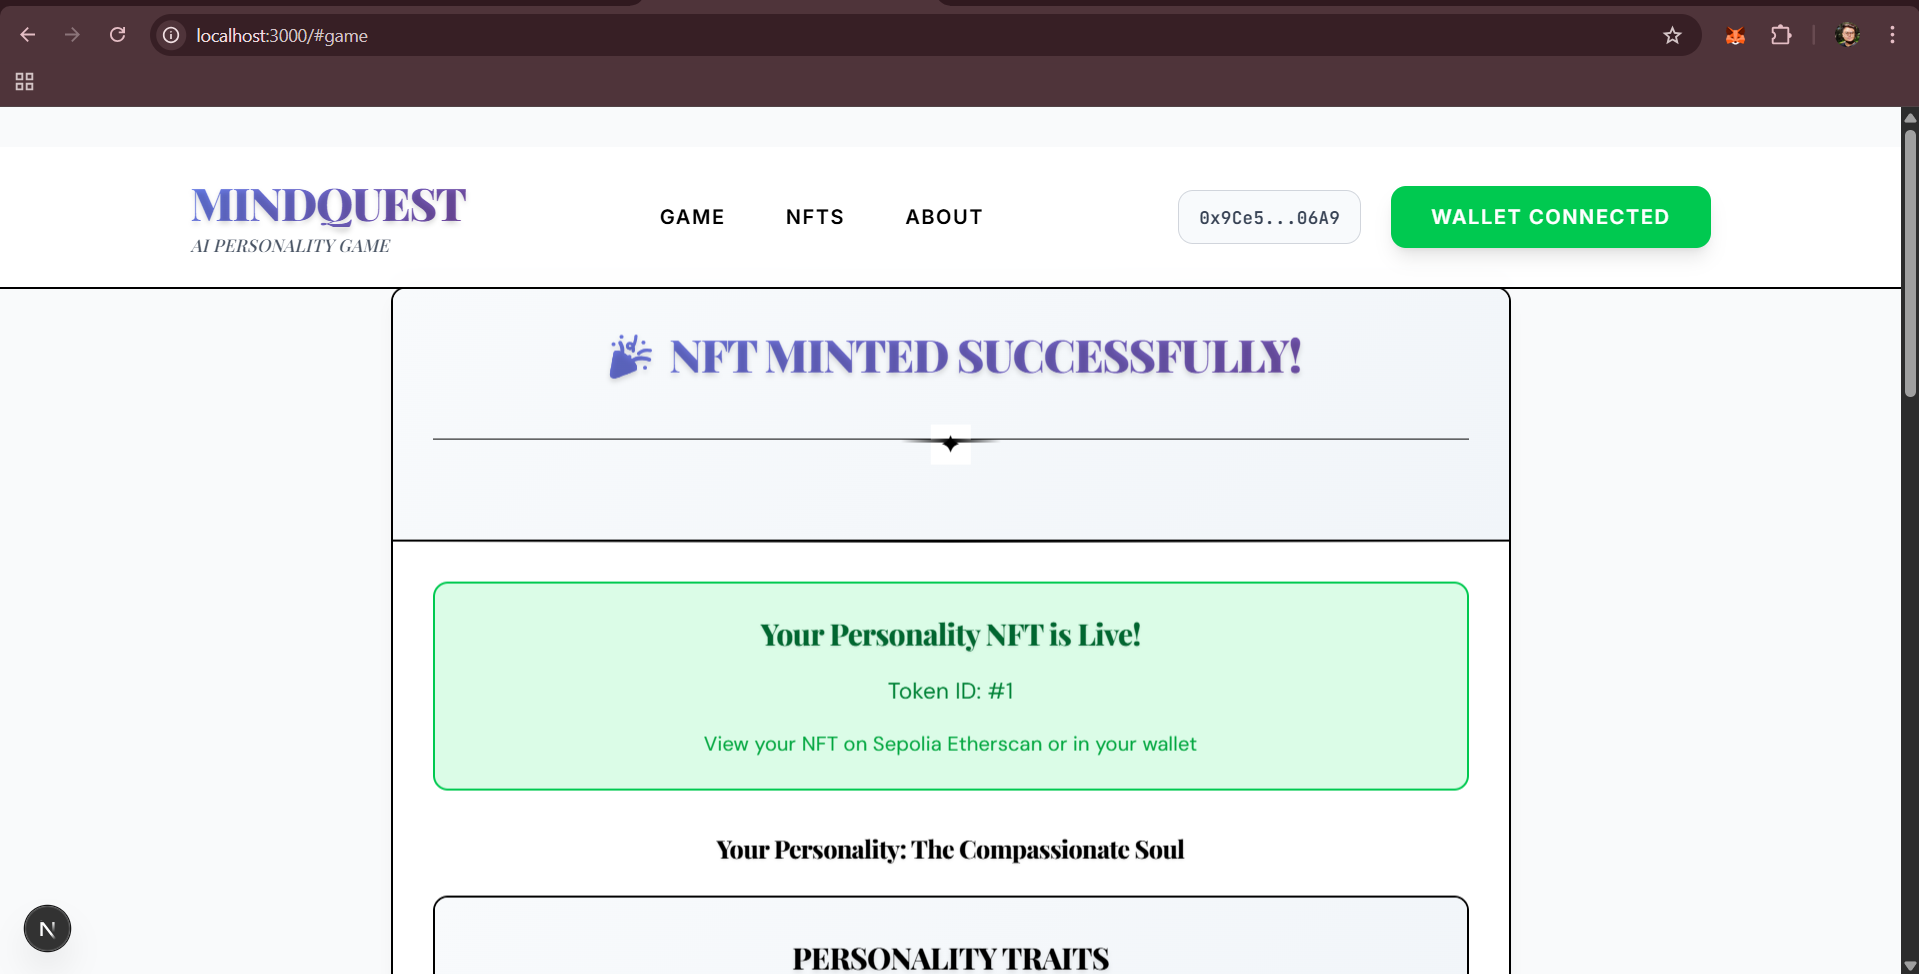 localhost:3000/#game
MINDQUEST
AI PERSONALITY GAME
GAME
NFTS
ABOUT
0x9Ce5...06A9
WALLET CONNECTED
NFT MINTED SUCCESSFULLY!
Your Personality NFT is Live!
Token ID: #1
View your NFT on Sepolia Etherscan or in your wallet
Your Personality: The Compassionate Soul
PERSONALITY TRAITS
N